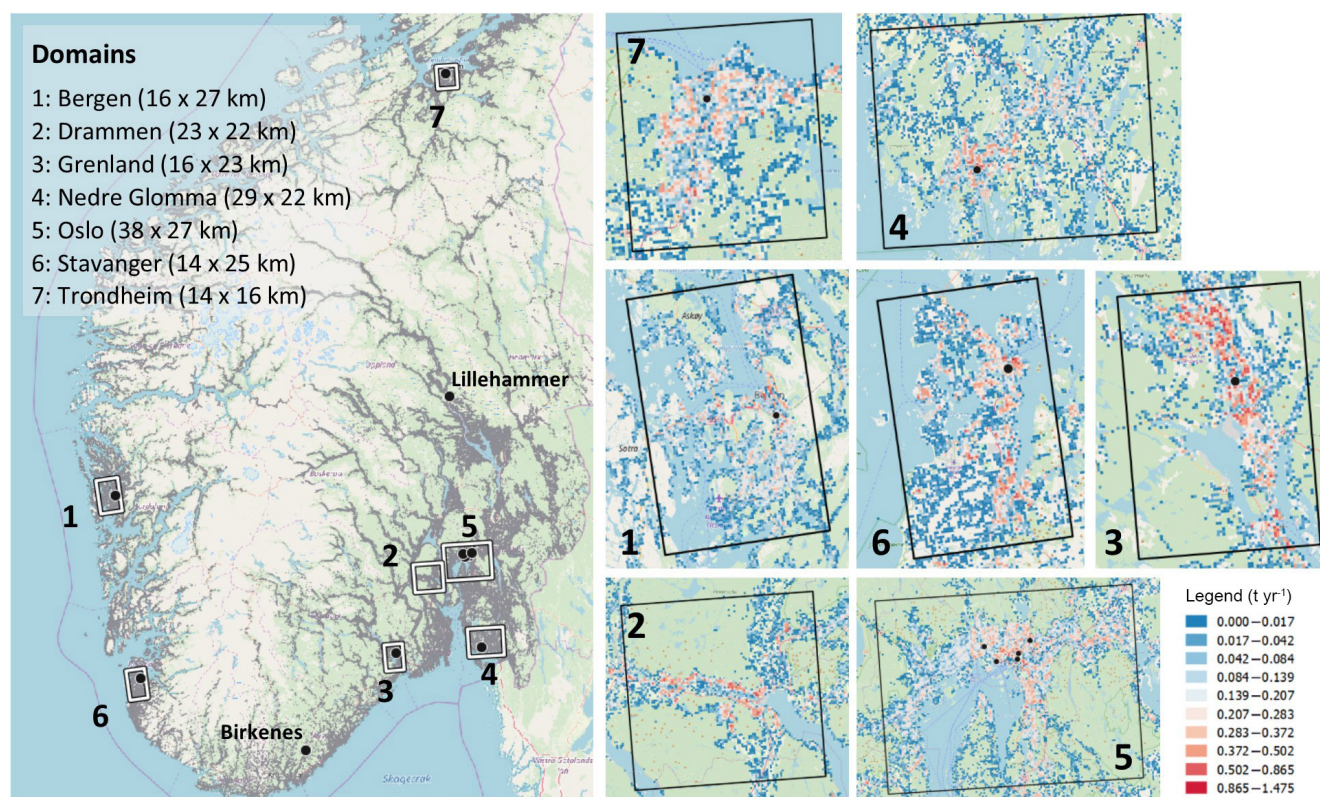 Domains
1: Bergen (16 x 27 km)
2: Drammen (23 x 22 km)
3: Grenland (16 x 23 km)
4: Nedre Glomma (29 x 22 km)
5: Oslo (38 x 27 km)
6: Stavanger (14 x 25 km)
7: Trondheim (14 x 16 km)
7
Lillehammer
1
5
2
3
4
6
Birkenes
Skagerrak
7
4
Askøy
Sotra
1
6
3
2
5
Legend (t yr⁻¹)
0.000–0.017
0.017–0.042
0.042–0.084
0.084–0.139
0.139–0.207
0.207–0.283
0.283–0.372
0.372–0.502
0.502–0.865
0.865–1.475